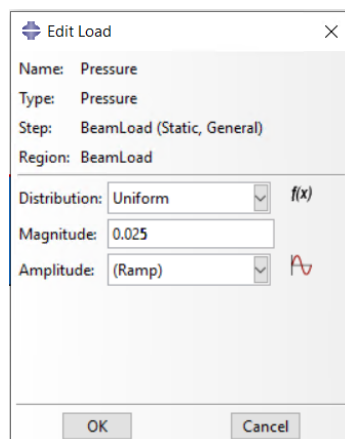 Edit Load
Name: Pressure
Type: Pressure
Step: BeamLoad (Static, General)
Region: BeamLoad
Distribution: Uniform f(x)
Magnitude: 0.025
Amplitude: (Ramp)
OK Cancel